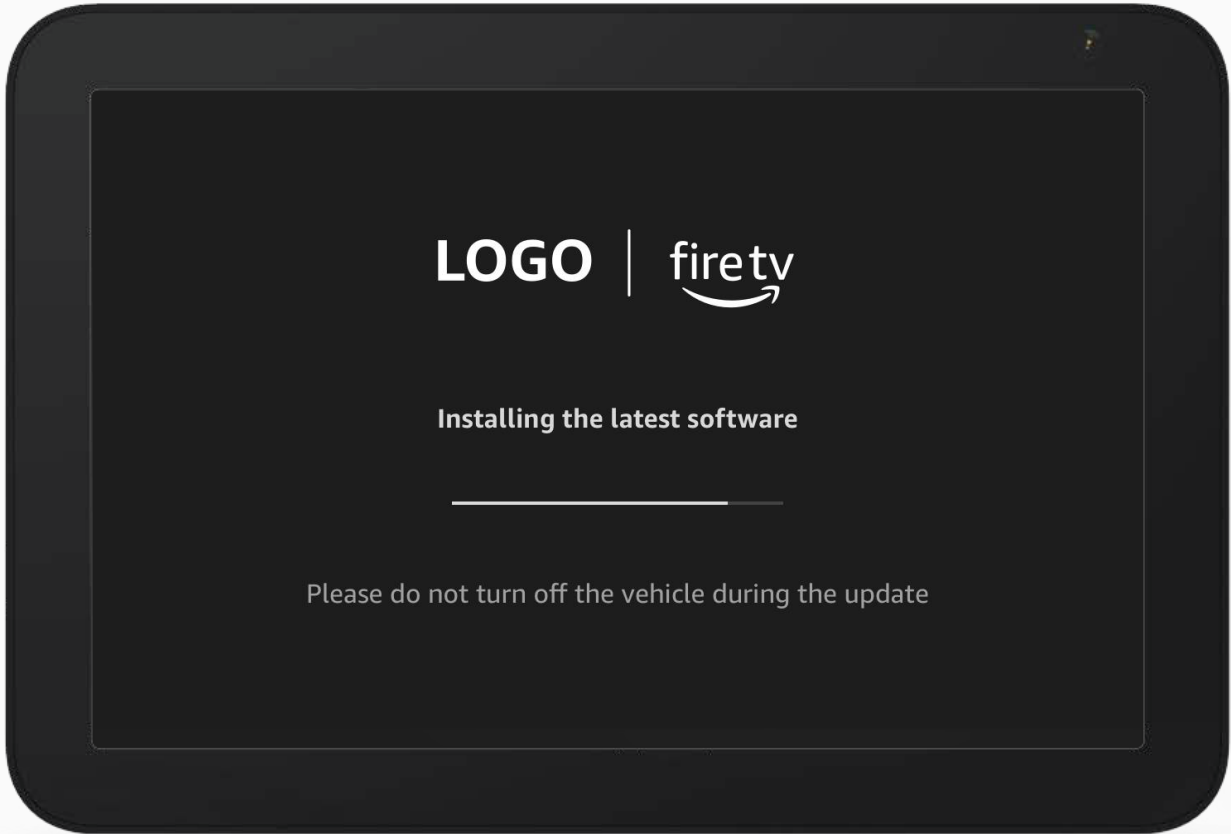 LOGO | fire tv
Installing the latest software
Please do not turn off the vehicle during the update